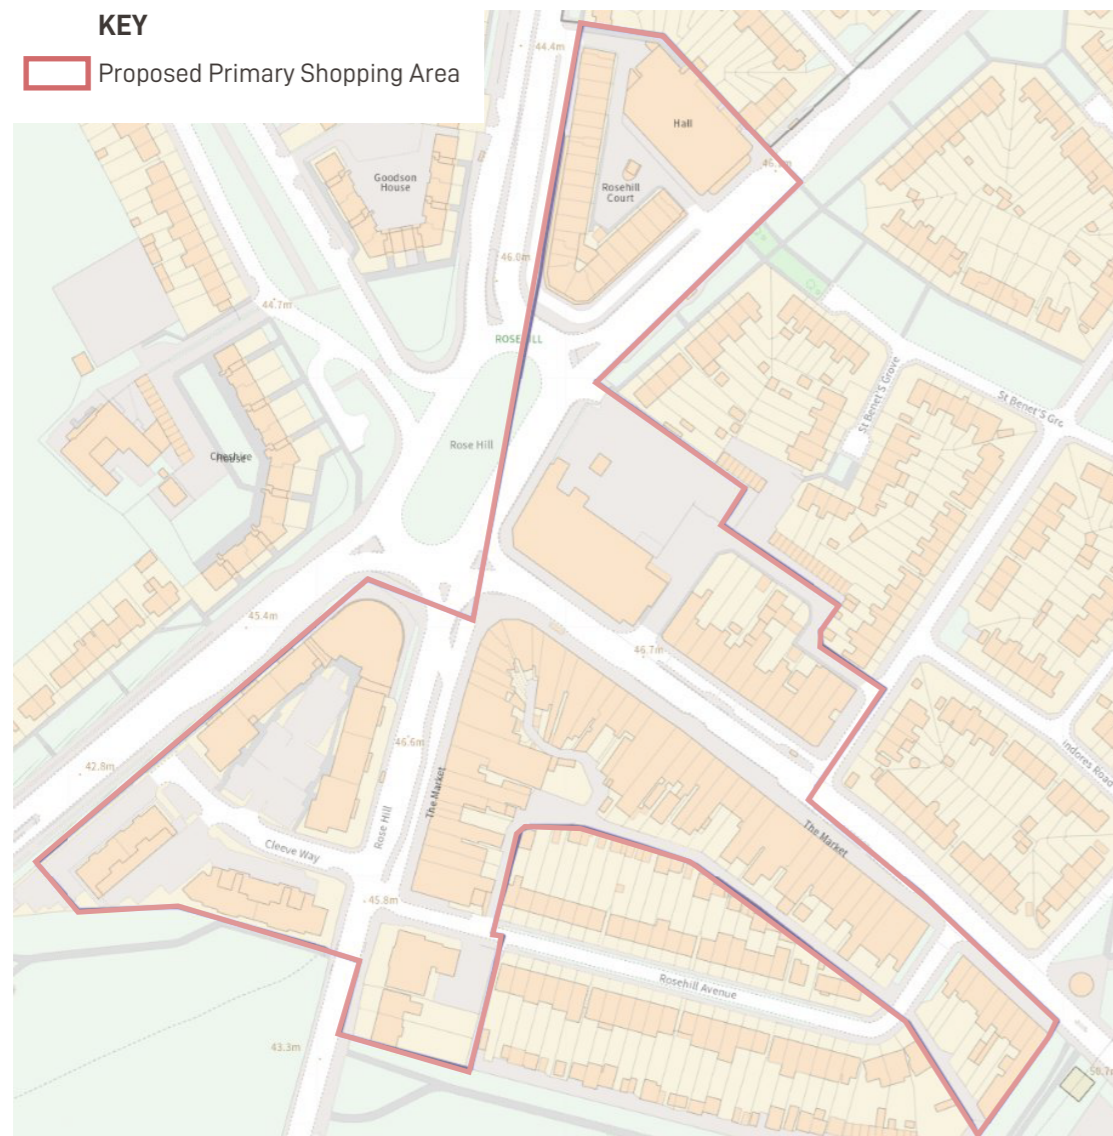 KEY
Proposed Primary Shopping Area
44.4m
Hall
Goodson
House
Rosehill
Court
46.0m
44.7m
St Benet'S Grove
St Benet'S Gro
Rose Hill
House
45.4m
46.7m
46.6m
indores Road
42.8m
The Market
Rose Hill
The Market
Cleeve Way
45.8m
Rosehill Avenue
43.3m